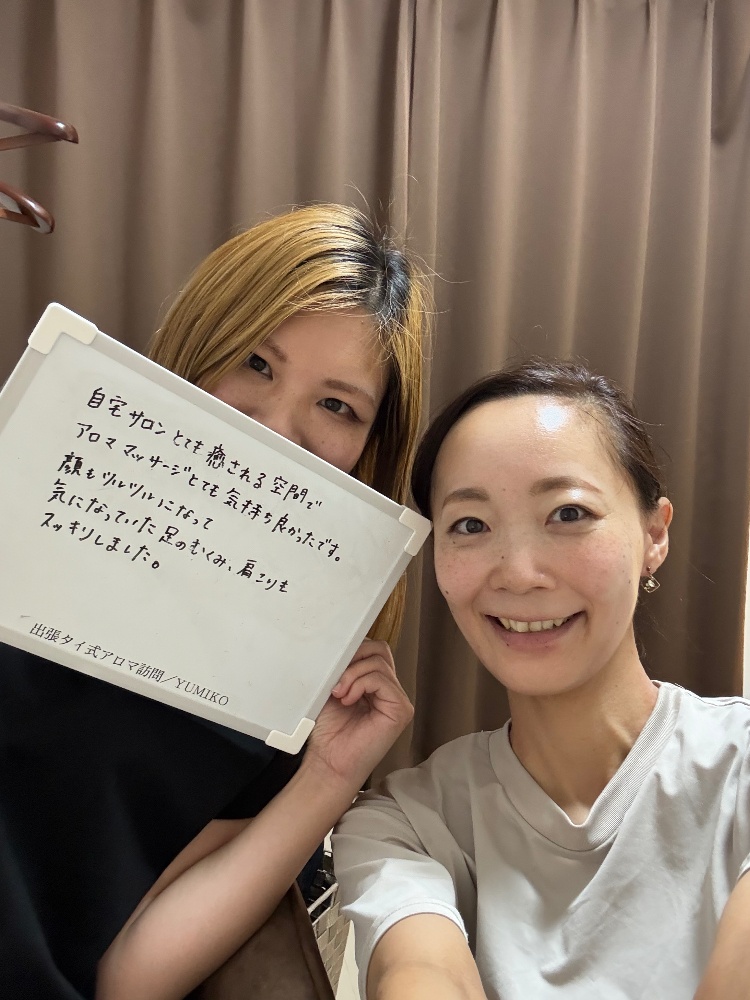 自宅サロンとても癒される空間で
アロママッサージとても気持ち良かったです。
顔もツルツルになって
気になっていた足のむくみ、肩こりも
スッキリしました。
出張タイ式アロマ訪問／YUMIKO